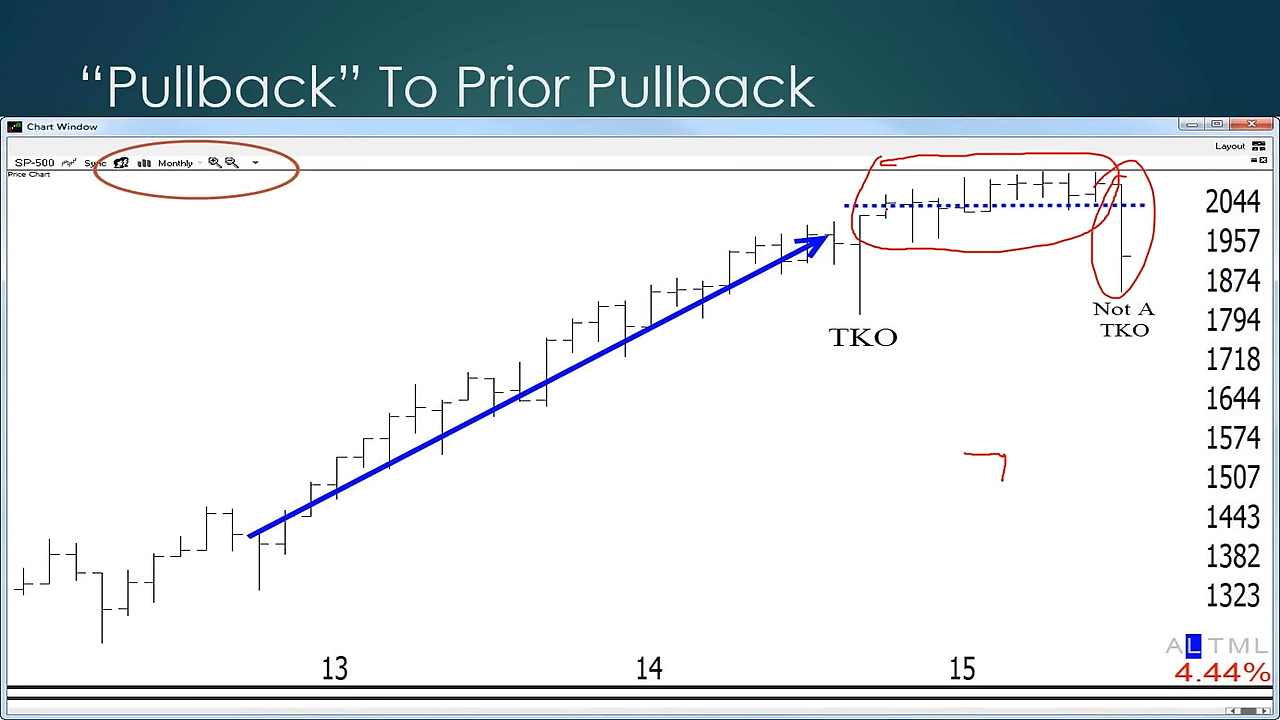 “Pullback” To Prior Pullback
Chart Window
Layout
SP-500 Sync Monthly
Price Chart
2044
1957
1874
1794
1718
1644
1574
1507
1443
1382
1323
TKO
Not A
TKO
13 14 15
A L T M L
4.44%